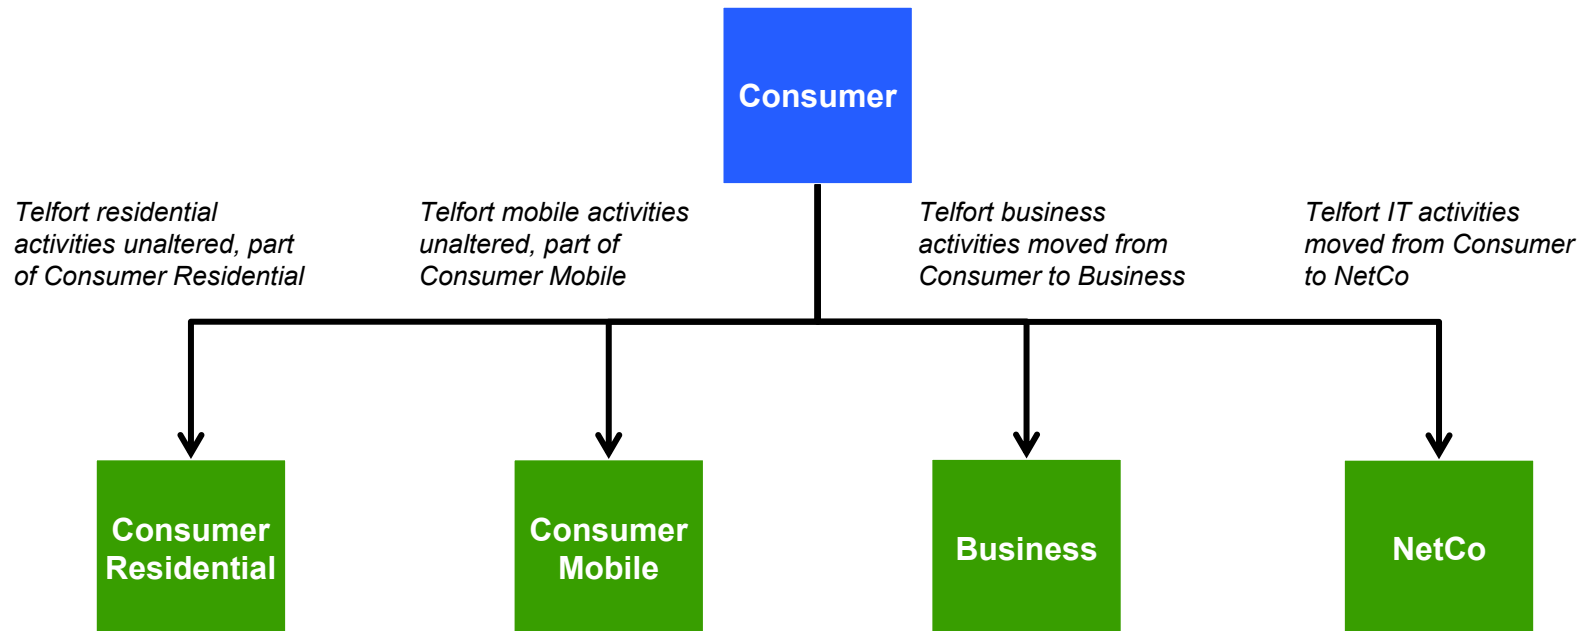 Consumer
Telfort residential
activities unaltered, part
of Consumer Residential
Telfort mobile activities
unaltered, part of
Consumer Mobile
Telfort business
activities moved from
Consumer to Business
Telfort IT activities
moved from Consumer
to NetCo
Consumer
Residential
Consumer
Mobile
Business
NetCo